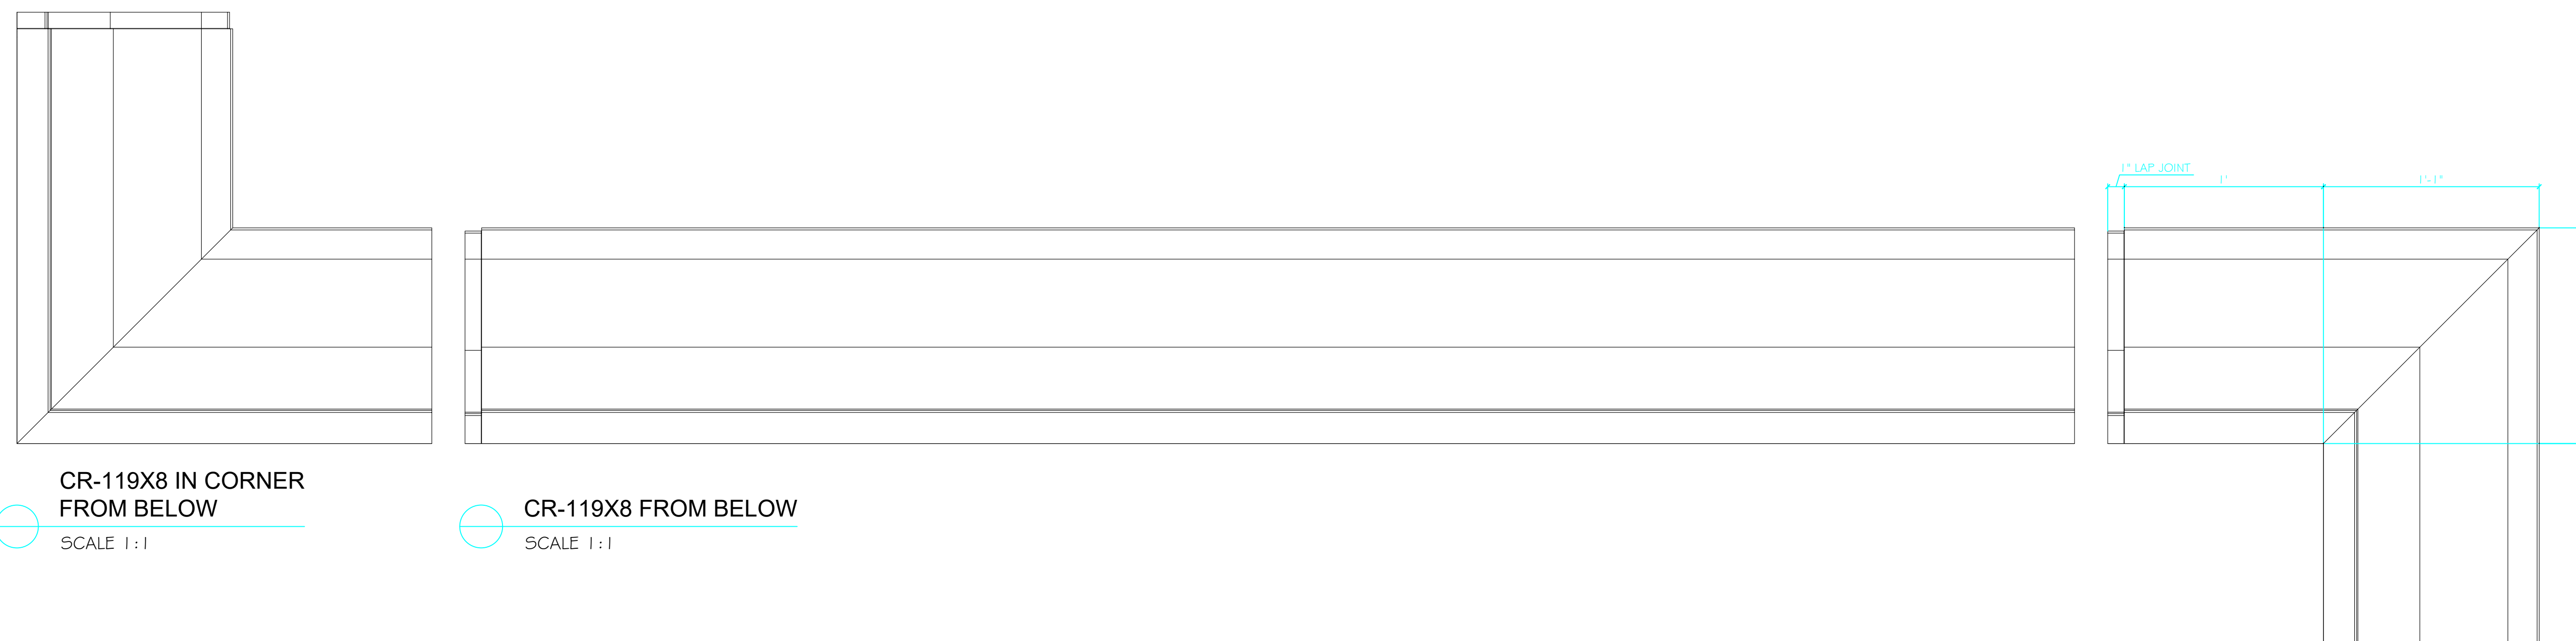 1" LAP JOINT
1'
1'-1"
CR-119X8 IN CORNER
FROM BELOW
SCALE 1:1
CR-119X8 FROM BELOW
SCALE 1:1